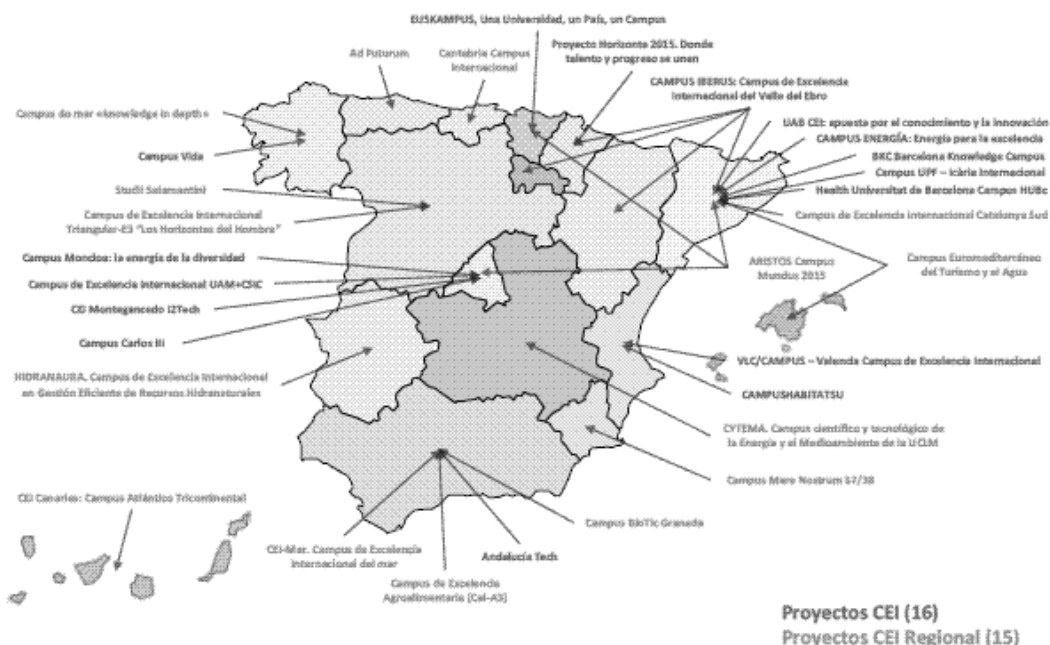 EUSKAMPUS, Una Universidad, un País, un Campus
Ad Futurum
Cantabria Campus
Internacional
Proyecto Horizonte 2015. Donde
talento y progreso se unen
CAMPUS IBERUS: Campus de Excelencia
Internacional del Valle del Ebro
Campus do mar «knowledge in depth»
UAB CEI: apuesta por el conocimiento y la innovación
CAMPUS ENERGÍA: Energía para la excelencia
Campus Vida
BKC Barcelona Knowledge Campus
Campus UPF – Icària Internacional
Studii Salamantini
Health Universitat de Barcelona Campus HUBc
Campus de Excelencia Internacional
Triangular-E3 "Los Horizontes del Hombre"
Campus de Excelencia Internacional Catalunya Sud
Campus Moncloa: la energía de la diversidad
ARISTOS Campus
Mundus 2015
Campus Euromediterráneo
del Turismo y el Agua
Campus de Excelencia Internacional UAM+CSIC
CEI Montegancedo I2Tech
Campus Carlos III
VLC/CAMPUS – Valencia Campus de Excelencia Internacional
HIDRANATURA. Campus de Excelencia Internacional
en Gestión Eficiente de Recursos Hidranaturales
CAMPUSHABITAT5U
CYTEMA. Campus científico y tecnológico de
la Energía y el Medioambiente de la UCLM
Campus Mare Nostrum 37/38
CEI Canarias: Campus Atlántico Tricontinental
Campus BioTic Granada
CEI-Mar. Campus de Excelencia
Internacional del mar
Andalucía Tech
Campus de Excelencia
Agroalimentaria (CeI-A3)
Proyectos CEI (16)
Proyectos CEI Regional (15)